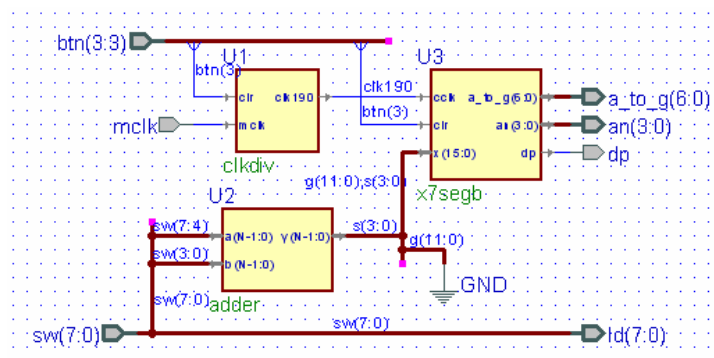 btn(3:3)
U1
U3
btn(3)
clk190
clr
clk190
cclk
a_to_g(6:0)
a_to_g(6:0)
btn(3)
mclk
mclk
clr
an(3:0)
an(3:0)
x(15:0)
dp
dp
clkdiv
g(11:0),s(3:0)
x7segb
U2
sw(7:4)
a(N-1:0)
y(N-1:0)
s(3:0)
sw(3:0)
b(N-1:0)
g(11:0)
GND
sw(7:0)
adder
sw(7:0)
sw(7:0)
ld(7:0)